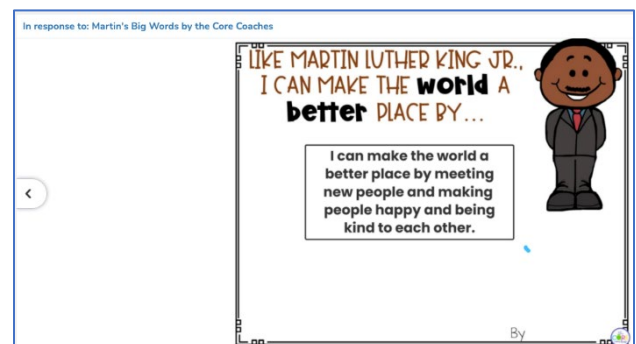 In response to: Martin's Big Words by the Core Coaches
LIKE MARTIN LUTHER KING JR.,
I CAN MAKE THE world A
better PLACE BY...
I can make the world a
better place by meeting
new people and making
people happy and being
kind to each other.
By